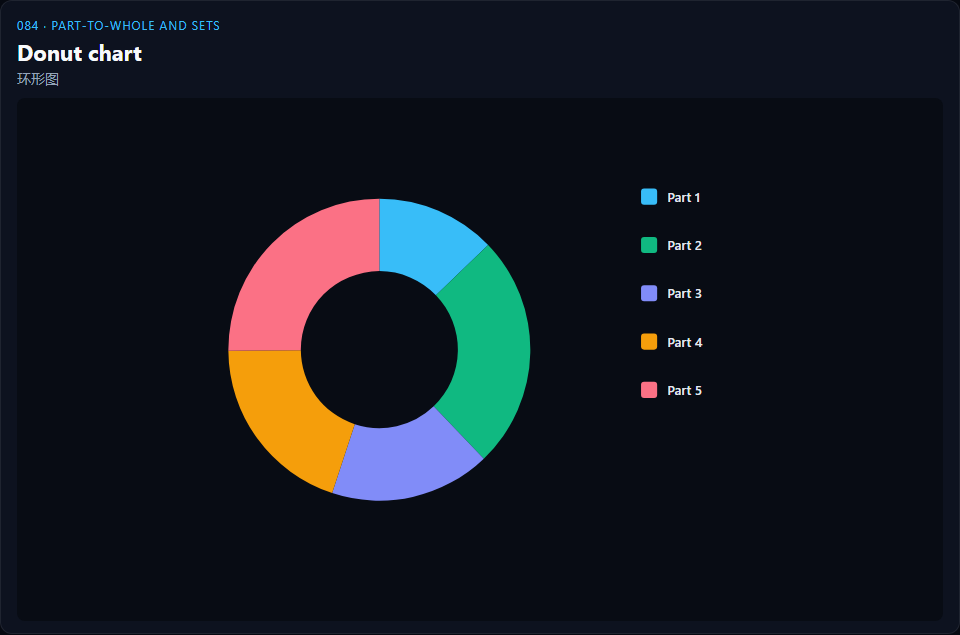 084 · PART-TO-WHOLE AND SETS
Donut chart
环形图
Part 1
Part 2
Part 3
Part 4
Part 5